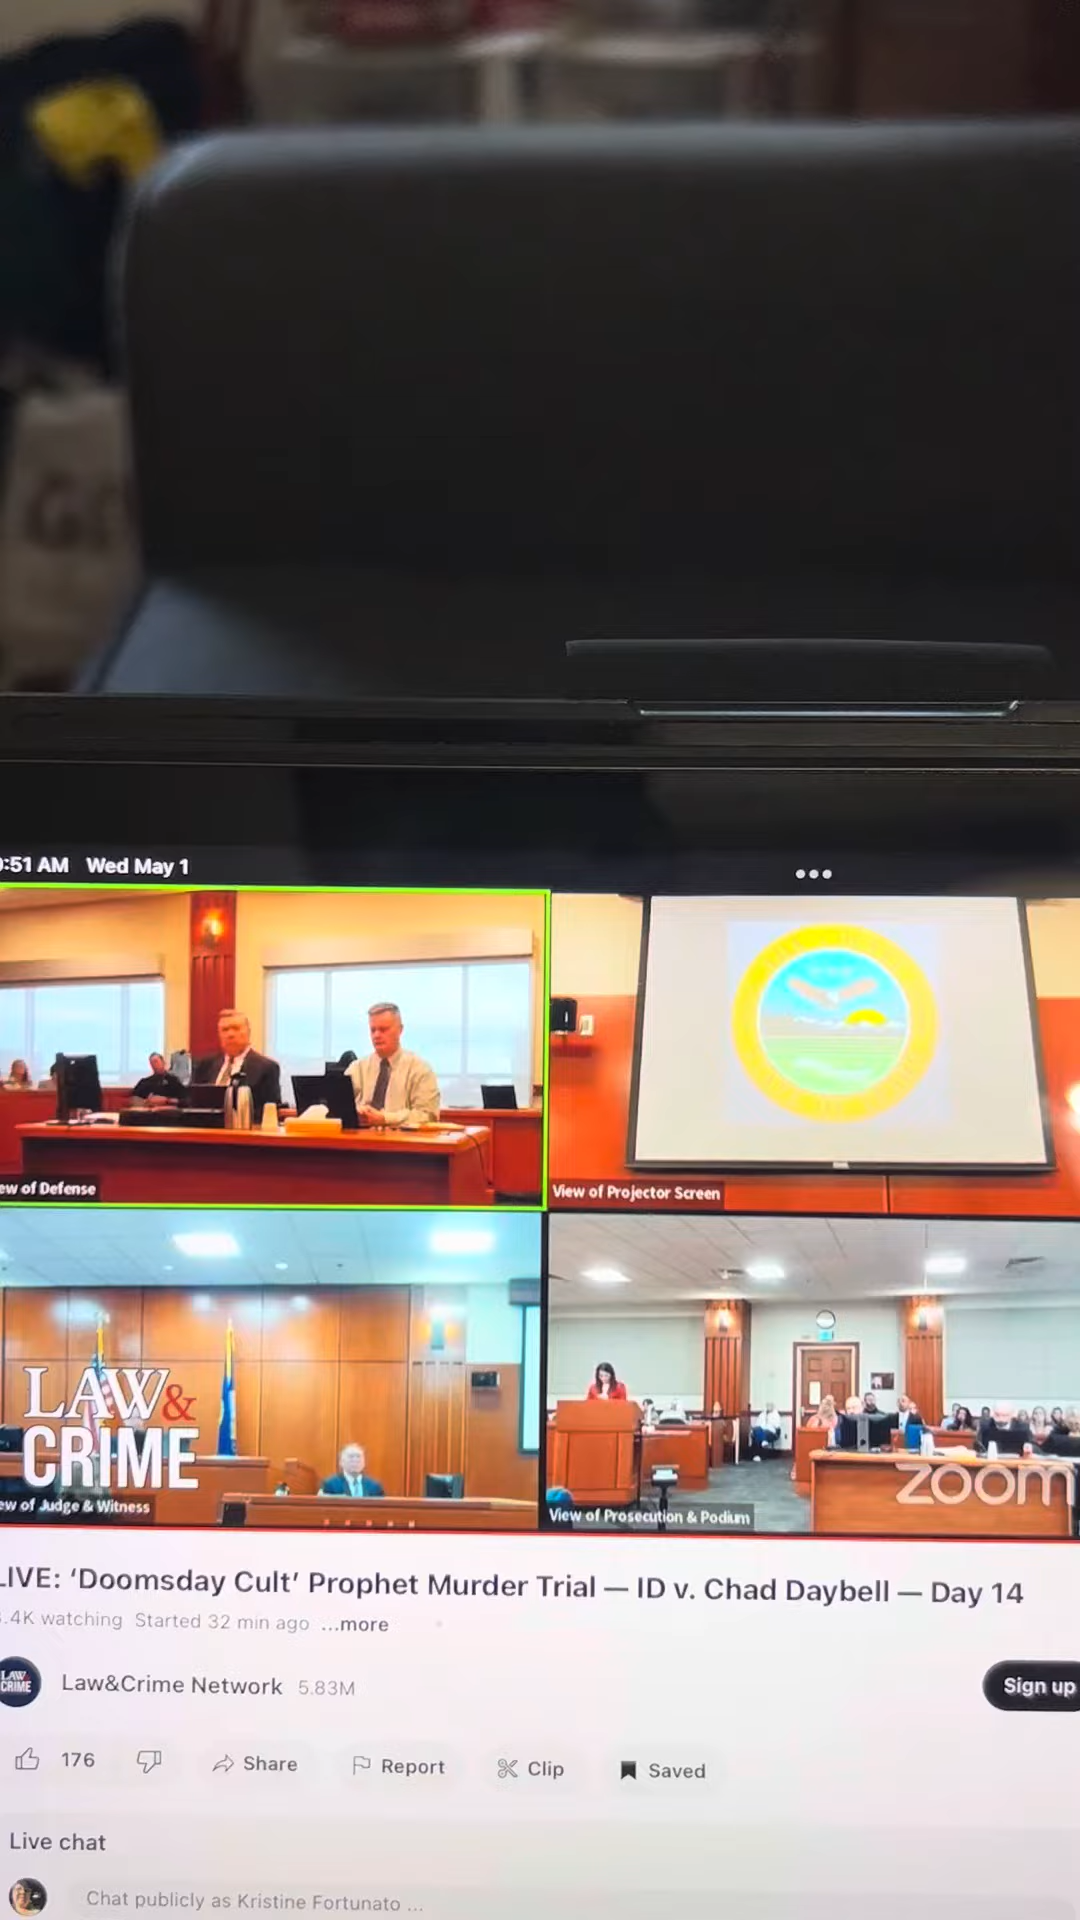 :51 AM Wed May 1
ew of Defense
View of Projector Screen
LAW&
CRIME
ew of Judge & Witness
View of Prosecution & Podium
zoom
LIVE: ‘Doomsday Cult’ Prophet Murder Trial — ID v. Chad Daybell — Day 14
.4K watching Started 32 min ago ...more
LAW&
CRIME
Law&Crime Network 5.83M
Sign up
176
Share
Report
Clip
Saved
Live chat
Chat publicly as Kristine Fortunato ...